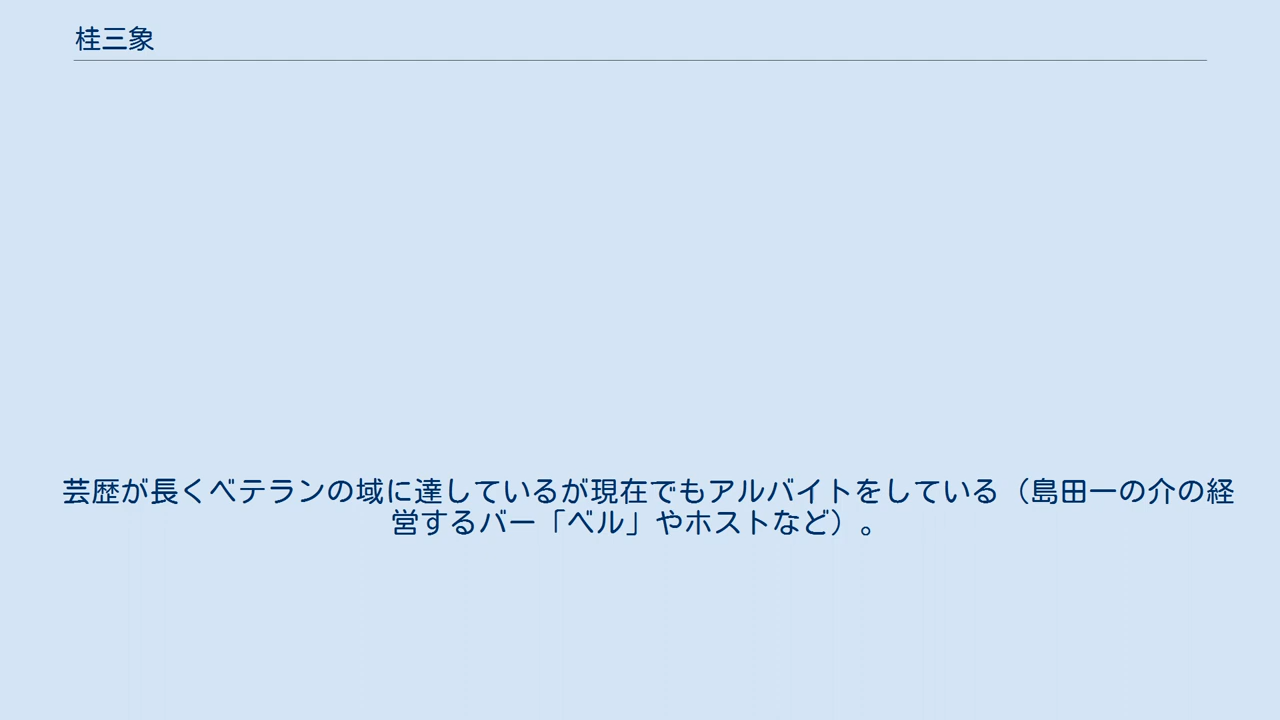 桂三象
芸歴が長くベテランの域に達しているが現在でもアルバイトをしている（島田一の介の経
営するバー「ベル」やホストなど）。